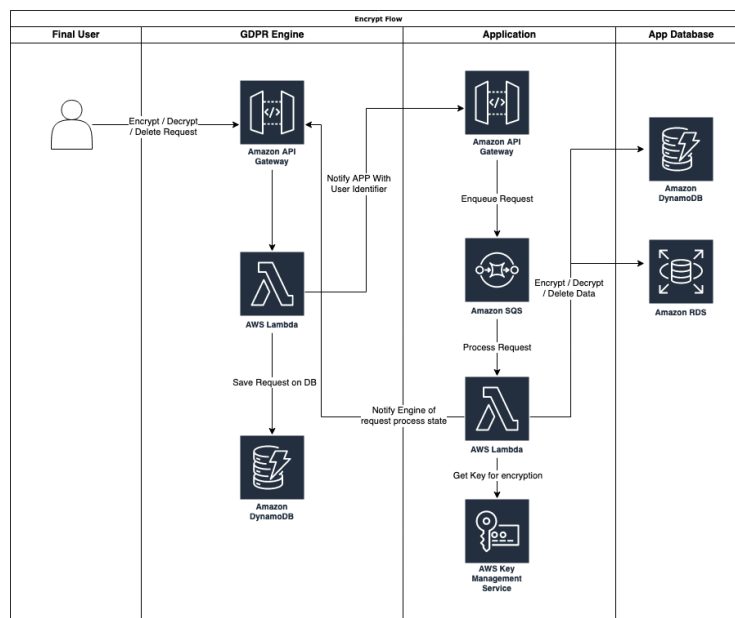 Encrypt Flow
Final User
GDPR Engine
Application
App Database
Encrypt / Decrypt
/ Delete Request
Amazon API
Gateway
Notify APP With
User Identifier
Amazon API
Gateway
Enqueue Request
Amazon
DynamoDB
AWS Lambda
Amazon SQS
Encrypt / Decrypt
/ Delete Data
Amazon RDS
Process Request
Save Request on DB
Notify Engine of
request process state
AWS Lambda
Get Key for encryption
Amazon
DynamoDB
AWS Key
Management
Service